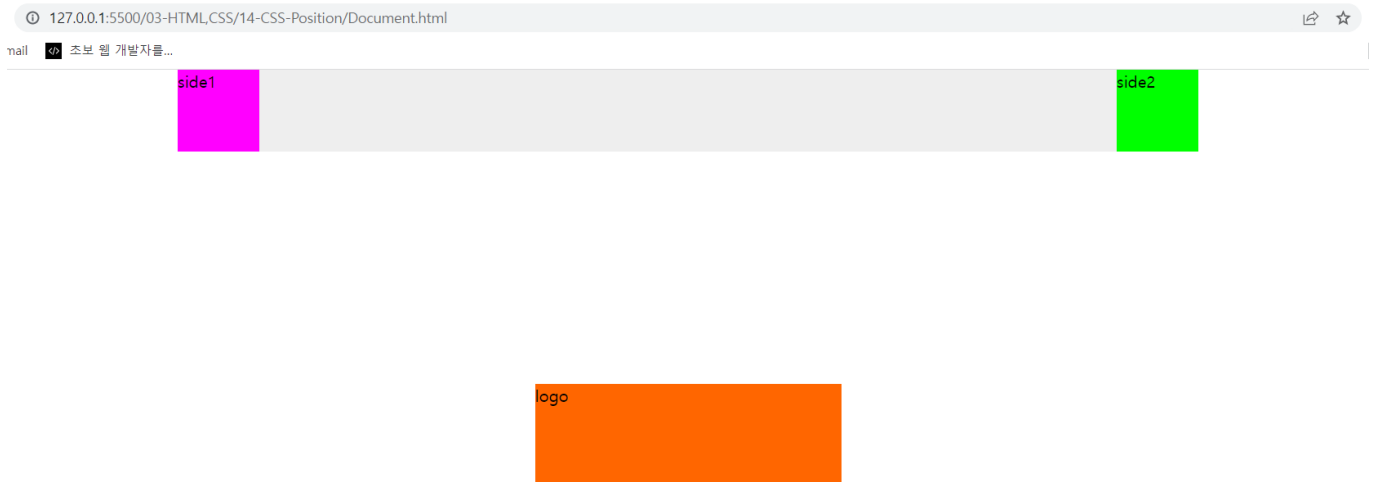 127.0.0.1:5500/03-HTML,CSS/14-CSS-Position/Document.html
mail 초보 웹 개발자를...
side1 side2
logo